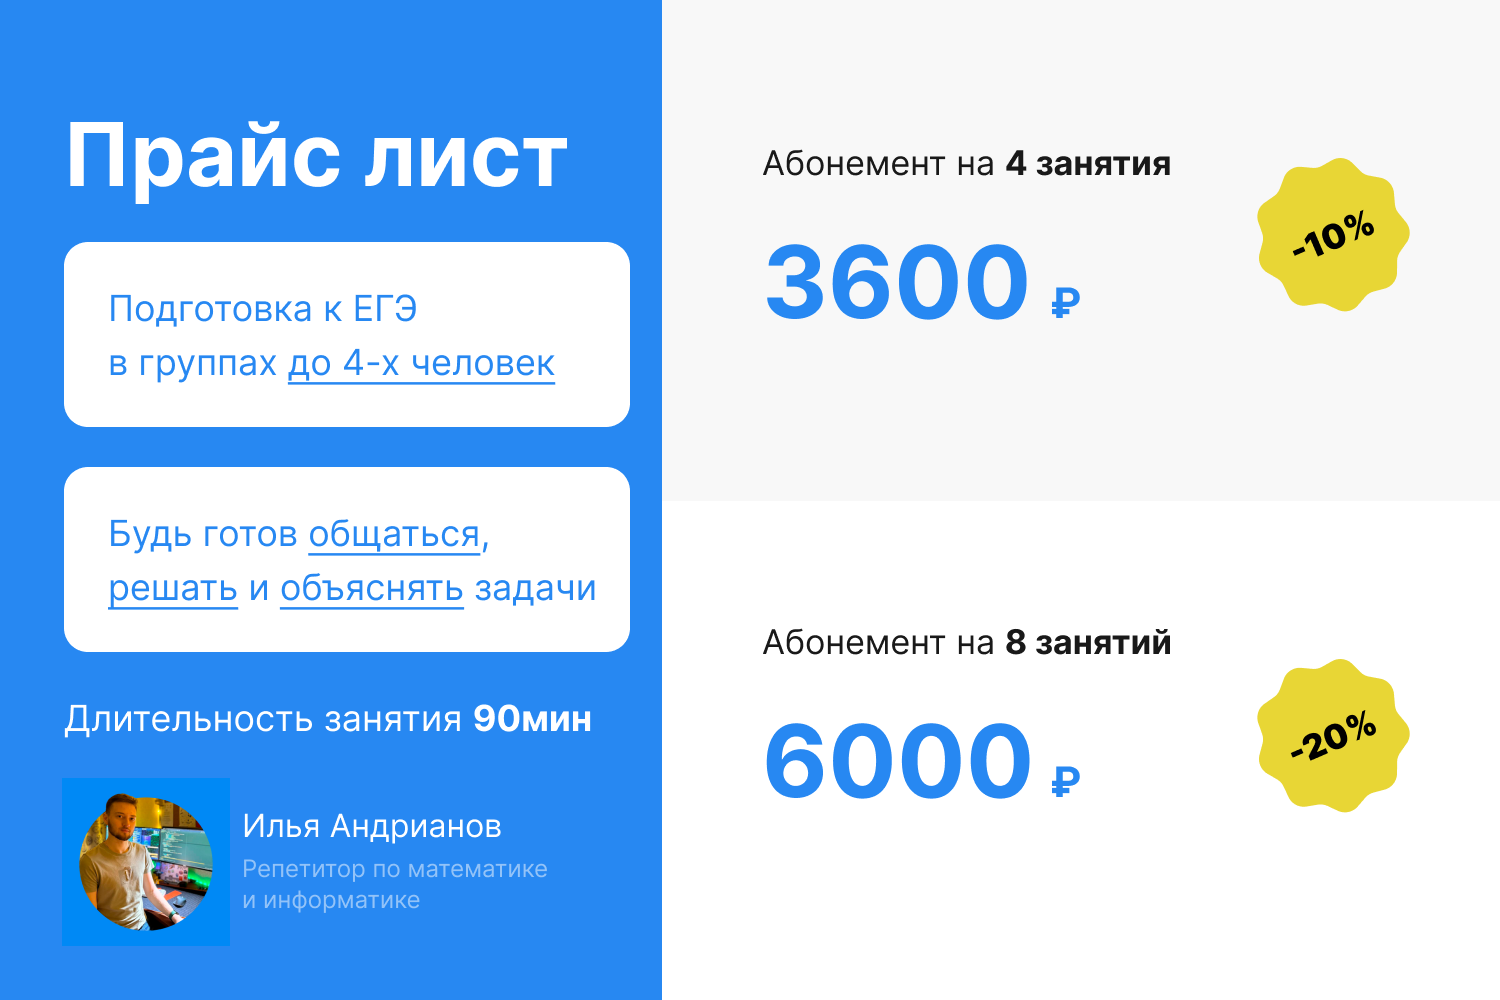 Прайс лист
Подготовка к ЕГЭ
в группах до 4-х человек
Будь готов общаться,
решать и объяснять задачи
Длительность занятия 90мин
Илья Андрианов
Репетитор по математике
и информатике
Абонемент на 4 занятия
3600 ₽
-10%
Абонемент на 8 занятий
6000 ₽
-20%